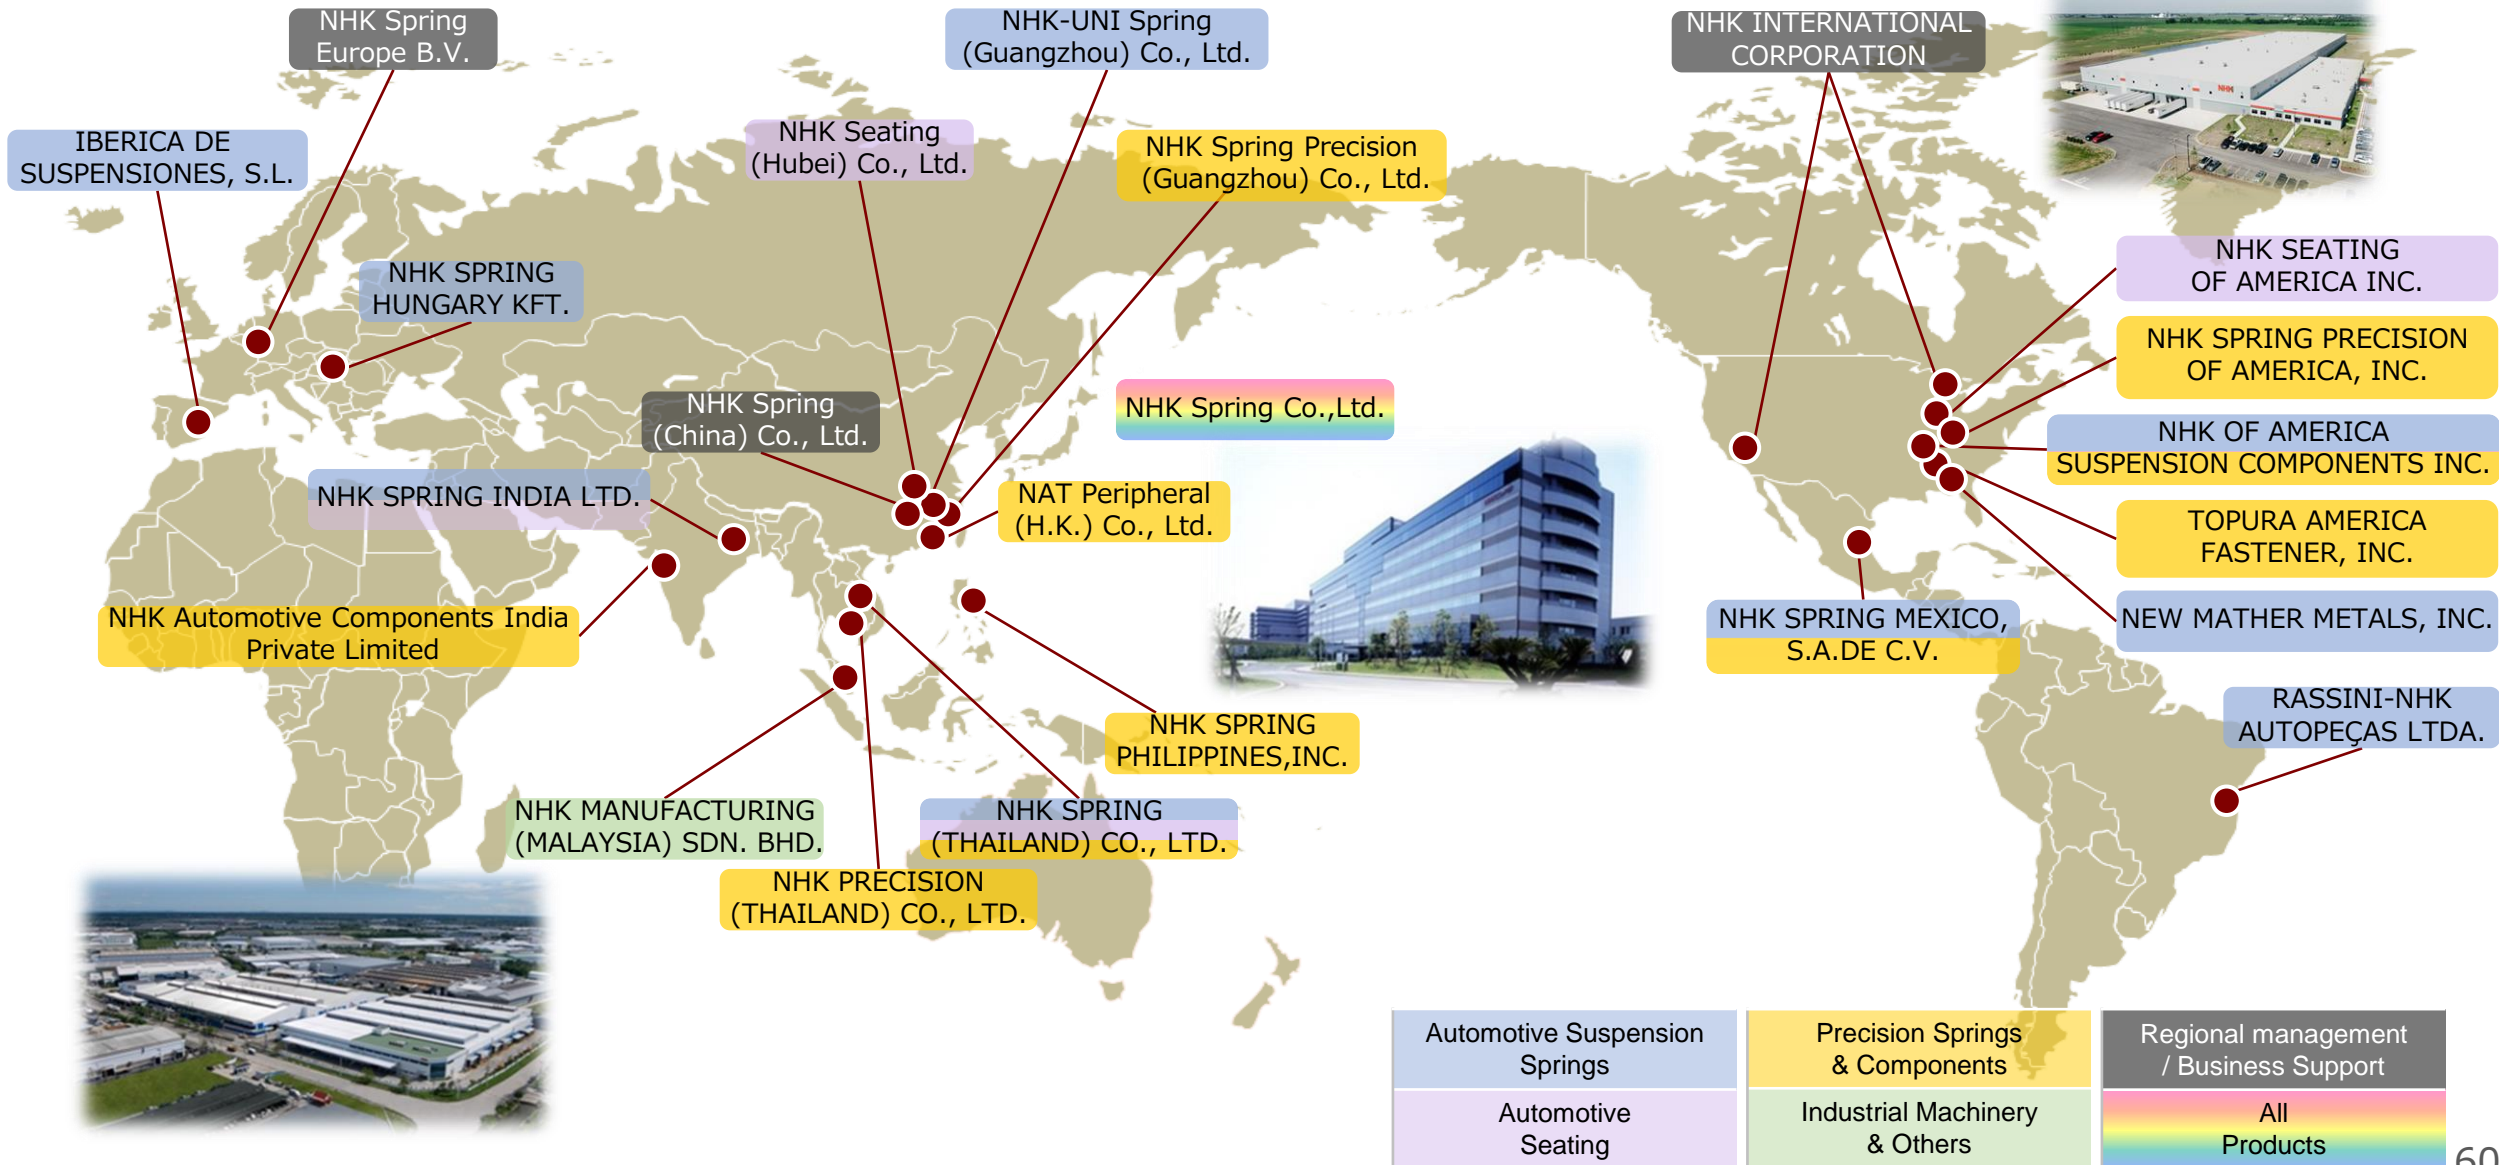 NHK Spring
Europe B.V.
NHK-UNI Spring
(Guangzhou) Co., Ltd.
NHK INTERNATIONAL
CORPORATION
NHK
IBERICA DE
SUSPENSIONES, S.L.
NHK Seating
(Hubei) Co., Ltd.
NHK Spring Precision
(Guangzhou) Co., Ltd.
NHK SEATING
OF AMERICA INC.
NHK SPRING
HUNGARY KFT.
NHK SPRING PRECISION
OF AMERICA, INC.
NHK Spring
(China) Co., Ltd.
NHK Spring Co.,Ltd.
NHK OF AMERICA
SUSPENSION COMPONENTS INC.
NHK SPRING INDIA LTD.
NAT Peripheral
(H.K.) Co., Ltd.
TOPURA AMERICA
FASTENER, INC.
NHK Automotive Components India
Private Limited
NHK SPRING MEXICO,
S.A.DE C.V.
NEW MATHER METALS, INC.
NHK SPRING
PHILIPPINES,INC.
RASSINI-NHK
AUTOPEÇAS LTDA.
NHK MANUFACTURING
(MALAYSIA) SDN. BHD.
NHK SPRING
(THAILAND) CO., LTD.
NHK PRECISION
(THAILAND) CO., LTD.
Automotive Suspension
Springs
Precision Springs
& Components
Regional management
/ Business Support
Automotive
Seating
Industrial Machinery
& Others
All
Products
60